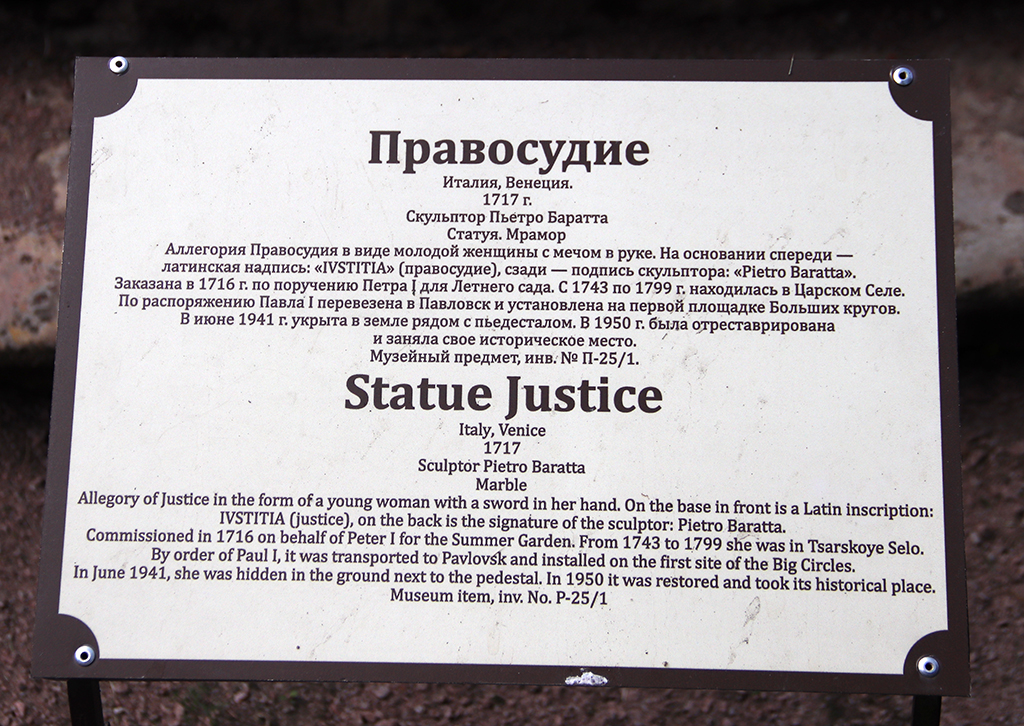 Правосудие
Италия, Венеция.
1717 г.
Скульптор Пьетро Баратта
Статуя. Мрамор
Аллегория Правосудия в виде молодой женщины с мечом в руке. На основании спереди —
латинская надпись: «IVSTITIA» (правосудие), сзади — подпись скульптора: «Pietro Baratta».
Заказана в 1716 г. по поручению Петра I для Летнего сада. С 1743 по 1799 г. находилась в Царском Селе.
По распоряжению Павла I перевезена в Павловск и установлена на первой площадке Больших кругов.
В июне 1941 г. укрыта в земле рядом с пьедесталом. В 1950 г. была отреставрирована
и заняла свое историческое место.
Музейный предмет, инв. № П-25/1.
Statue Justice
Italy, Venice
1717
Sculptor Pietro Baratta
Marble
Allegory of Justice in the form of a young woman with a sword in her hand. On the base in front is a Latin inscription:
IVSTITIA (justice), on the back is the signature of the sculptor: Pietro Baratta.
Commissioned in 1716 on behalf of Peter I for the Summer Garden. From 1743 to 1799 she was in Tsarskoye Selo.
By order of Paul I, it was transported to Pavlovsk and installed on the first site of the Big Circles.
In June 1941, she was hidden in the ground next to the pedestal. In 1950 it was restored and took its historical place.
Museum item, inv. No. P-25/1